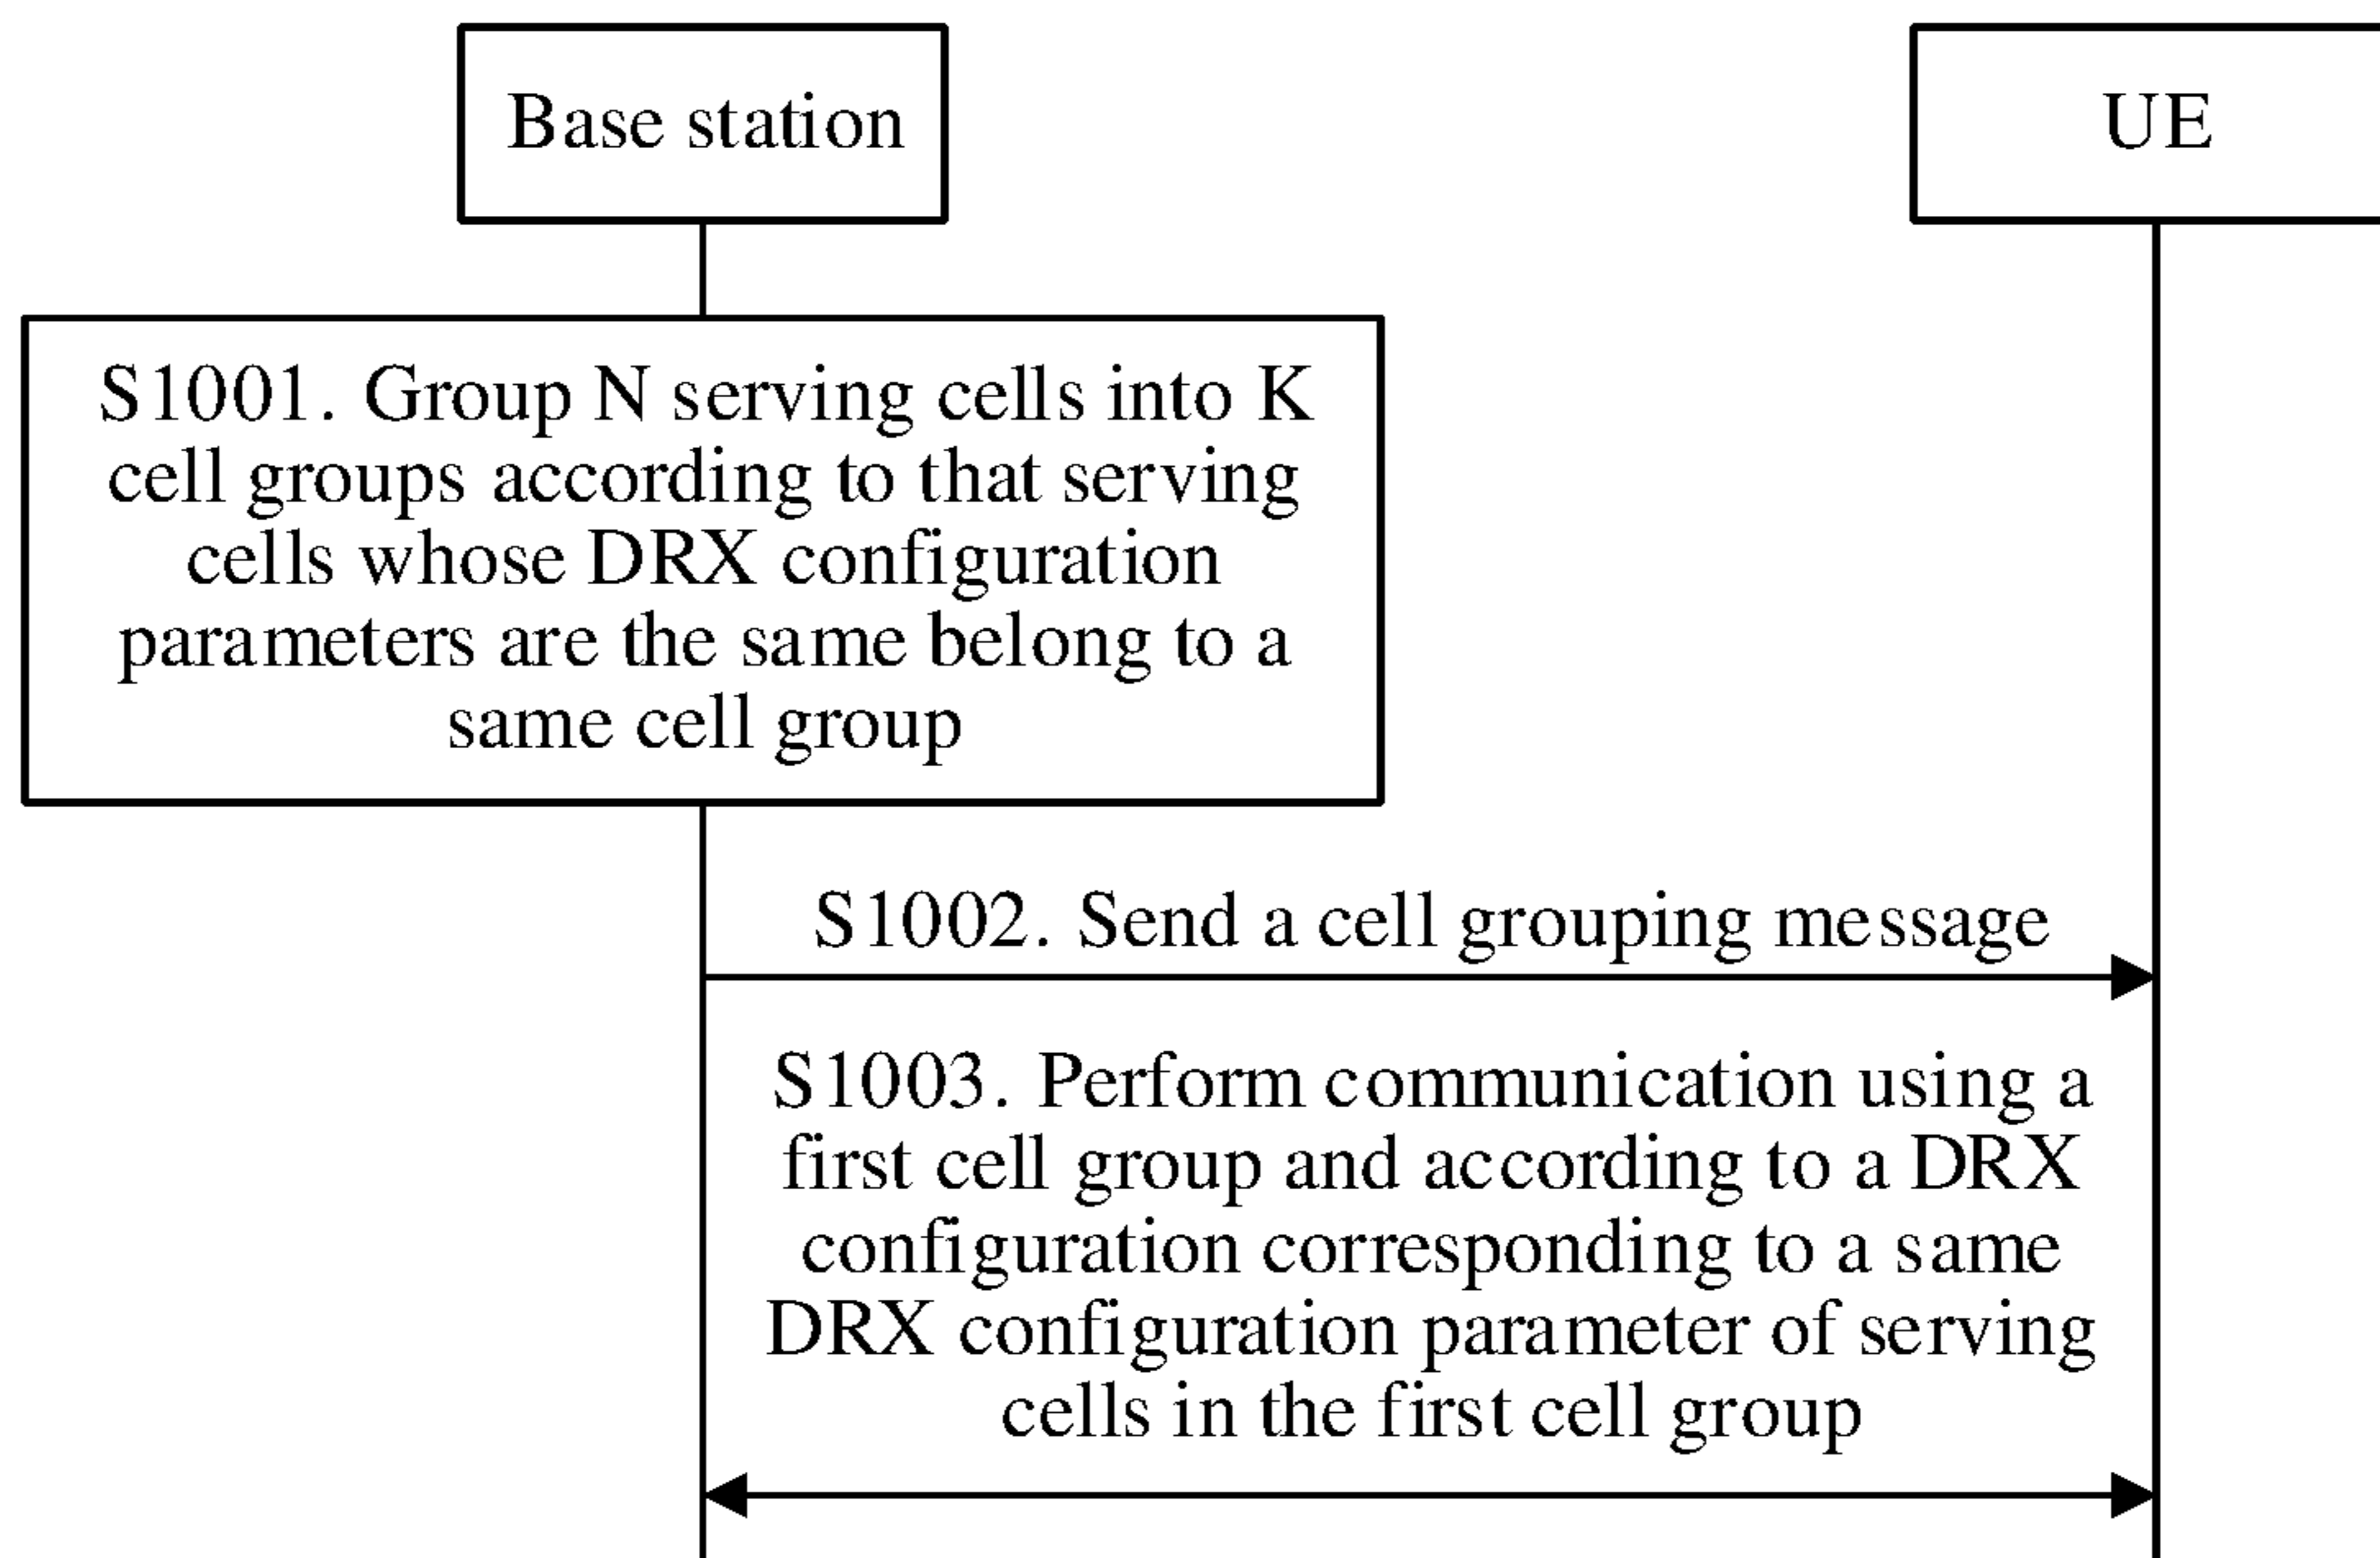 Base station
UE
S1001. Group N serving cells into K
cell groups according to that serving
cells whose DRX configuration
parameters are the same belong to a
same cell group
S1002. Send a cell grouping message
S1003. Perform communication using a
first cell group and according to a DRX
configuration corresponding to a same
DRX configuration parameter of serving
cells in the first cell group